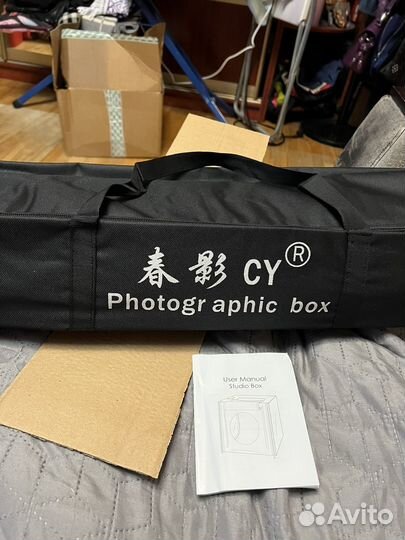 春影 CY®
Photographic box
User Manual
Studio Box
Avito